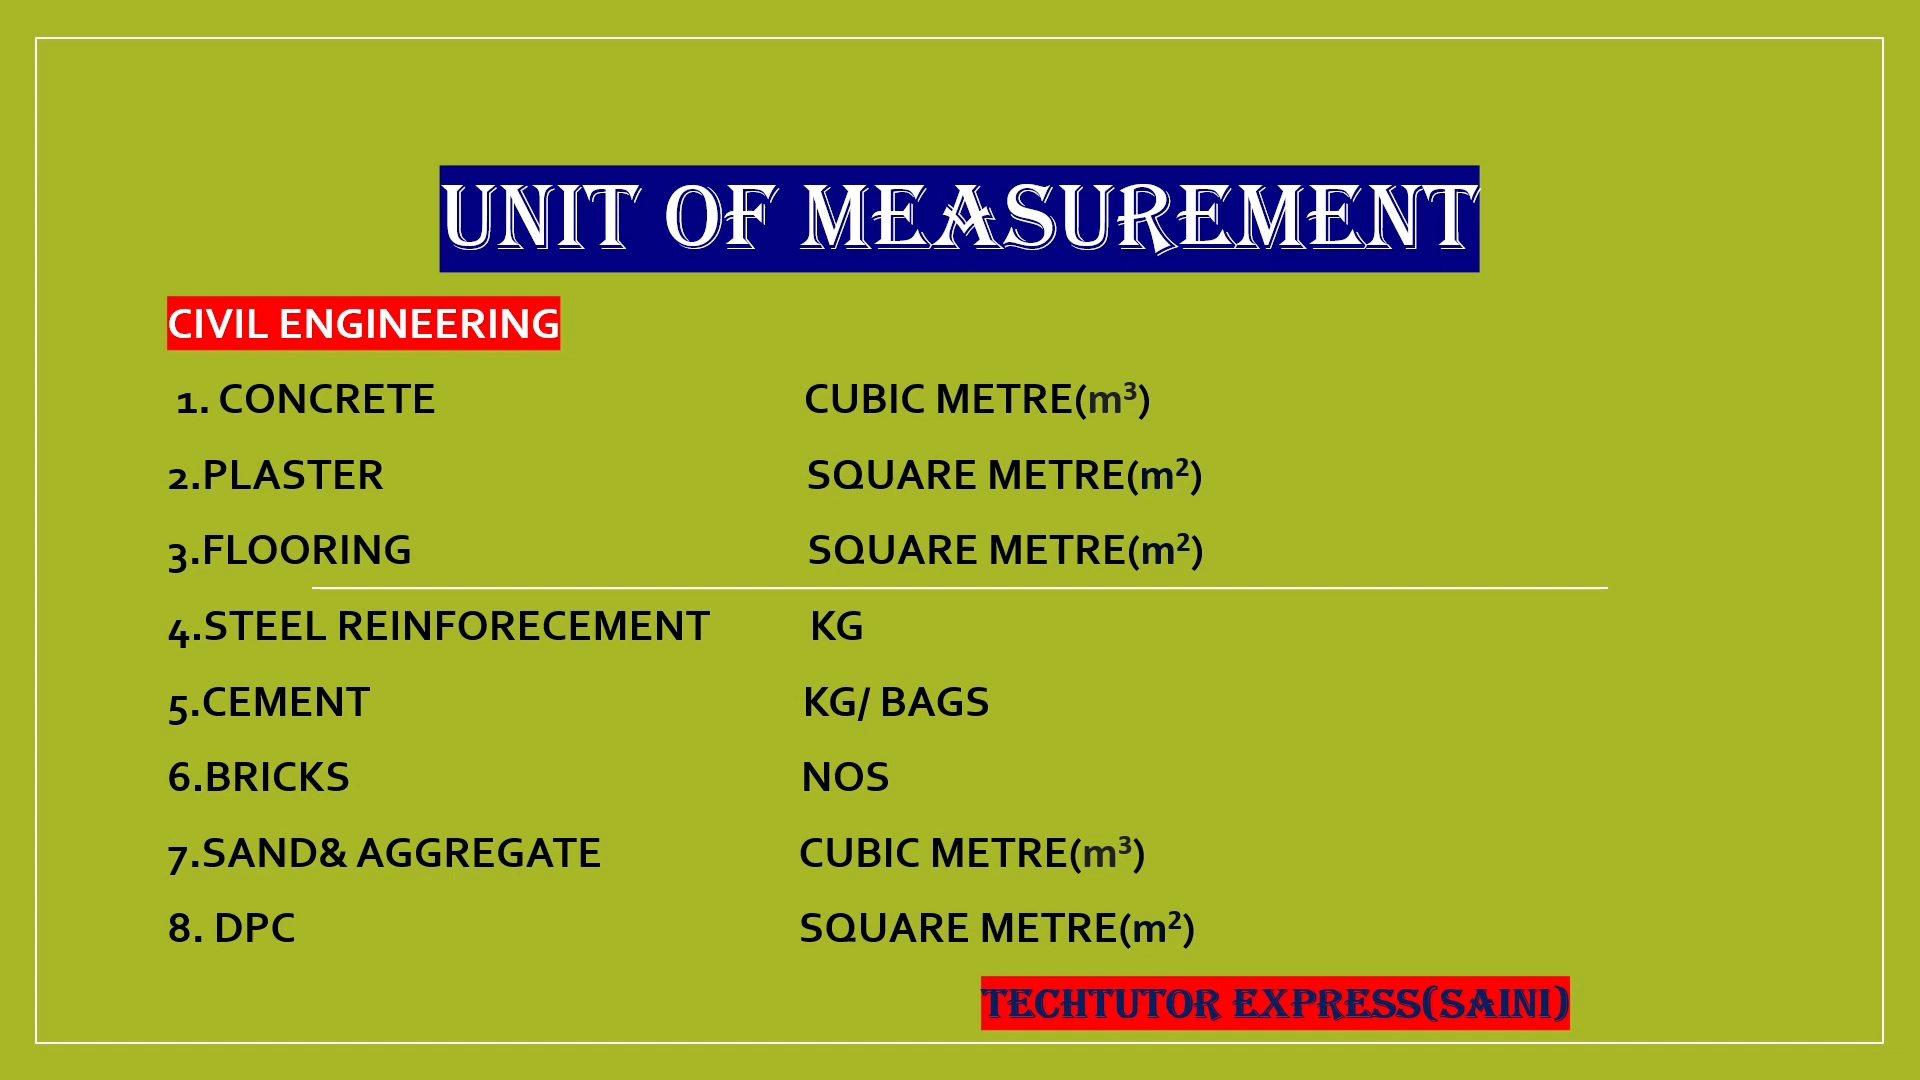 UNIT OF MEASUREMENT
CIVIL ENGINEERING
1. CONCRETE CUBIC METRE(m³)
2.PLASTER SQUARE METRE(m²)
3.FLOORING SQUARE METRE(m²)
4.STEEL REINFORECEMENT KG
5.CEMENT KG/ BAGS
6.BRICKS NOS
7.SAND& AGGREGATE CUBIC METRE(m³)
8. DPC SQUARE METRE(m²)
TECHTUTOR EXPRESS(SAINI)